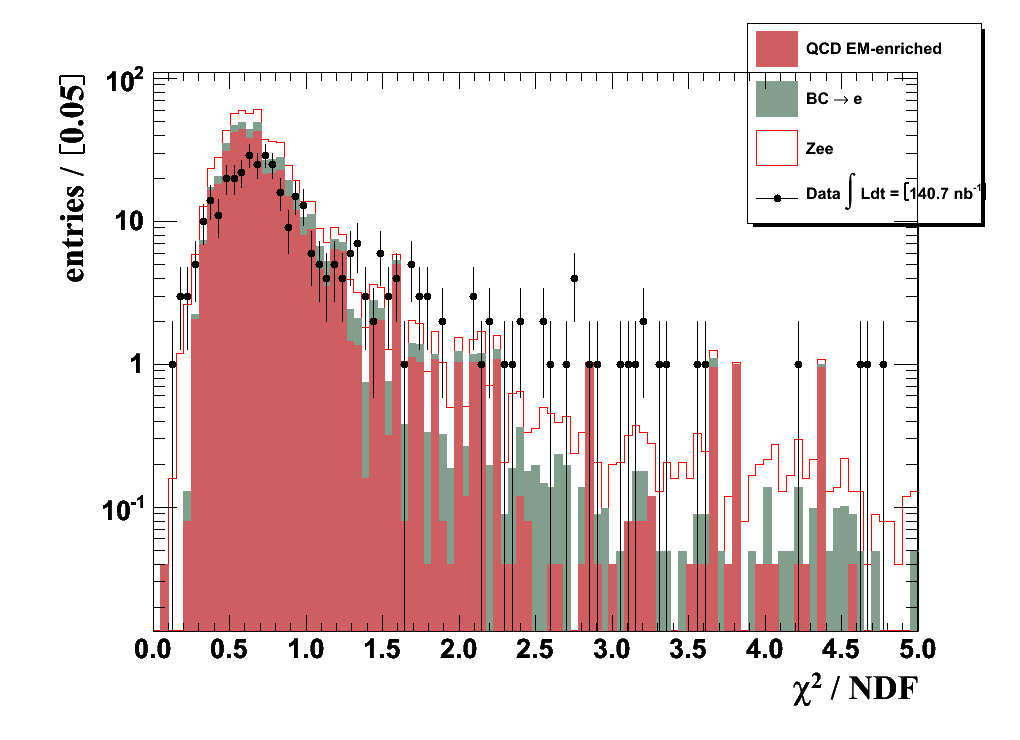 QCD EM-enriched
BC → e
Zee
Data ∫ Ldt = [140.7 nb⁻¹]
entries / [0.05]
10²
10
1
10⁻¹
0.0 0.5 1.0 1.5 2.0 2.5 3.0 3.5 4.0 4.5 5.0
χ² / NDF